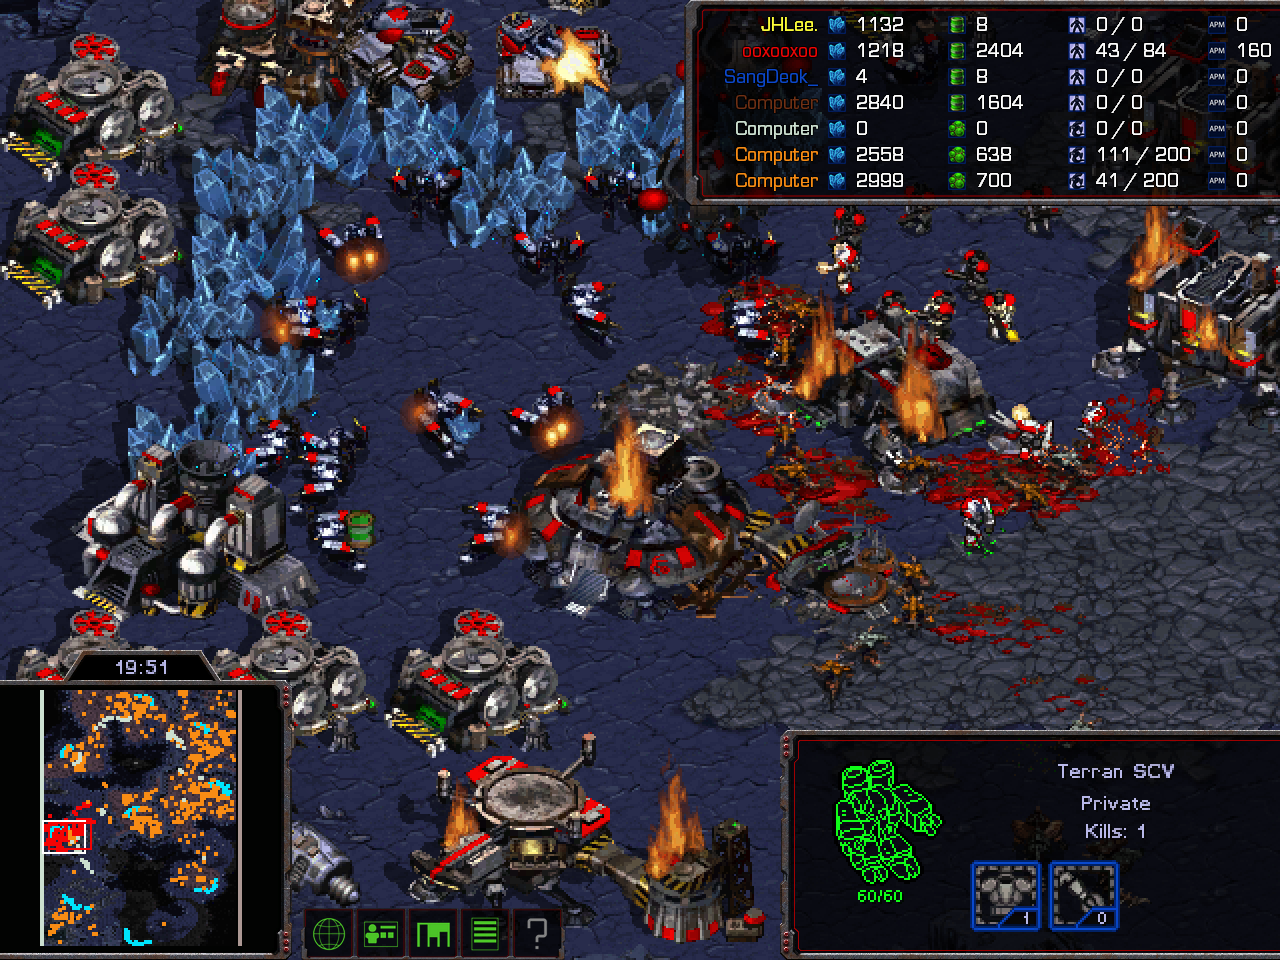 JHLee. 1132 8 0 / 0 APM 0
ooxooxoo 1218 2404 43 / 84 APM 160
SangDeok_ 4 8 0 / 0 APM 0
Computer 2840 1604 0 / 0 APM 0
Computer 0 0 0 / 0 APM 0
Computer 2558 638 111 / 200 APM 0
Computer 2999 700 41 / 200 APM 0
19:51
Terran SCV
Private
Kills: 1
60/60
1
0
?